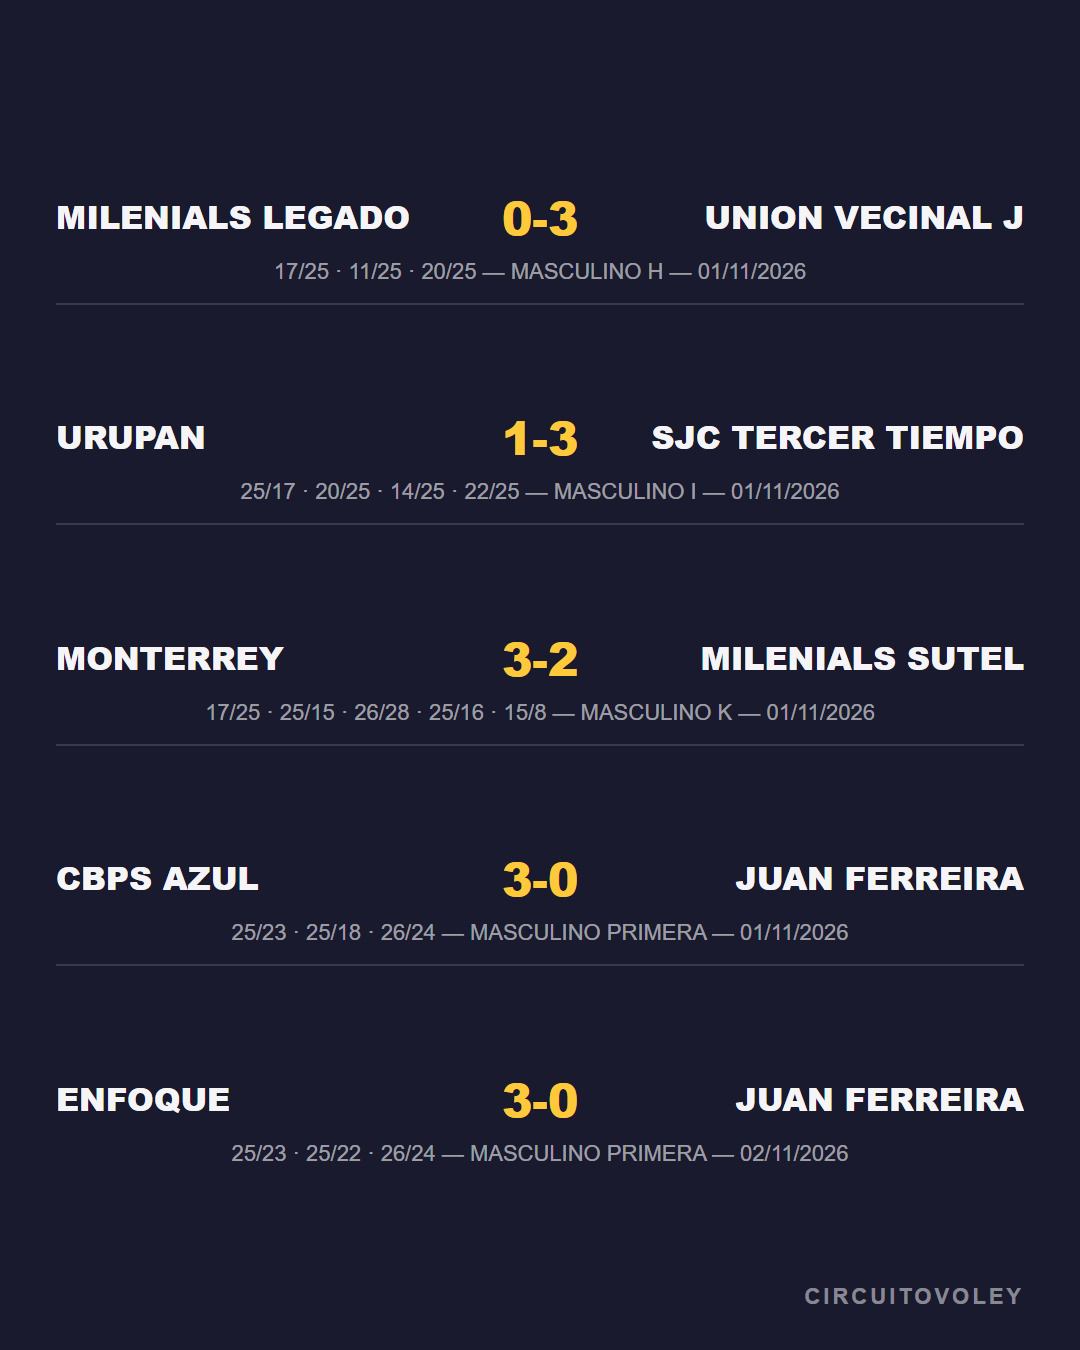 MILENIALS LEGADO 0-3 UNION VECINAL J
17/25 · 11/25 · 20/25 — MASCULINO H — 01/11/2026
URUPAN 1-3 SJC TERCER TIEMPO
25/17 · 20/25 · 14/25 · 22/25 — MASCULINO I — 01/11/2026
MONTERREY 3-2 MILENIALS SUTEL
17/25 · 25/15 · 26/28 · 25/16 · 15/8 — MASCULINO K — 01/11/2026
CBPS AZUL 3-0 JUAN FERREIRA
25/23 · 25/18 · 26/24 — MASCULINO PRIMERA — 01/11/2026
ENFOQUE 3-0 JUAN FERREIRA
25/23 · 25/22 · 26/24 — MASCULINO PRIMERA — 02/11/2026
CIRCUITOVOLEY